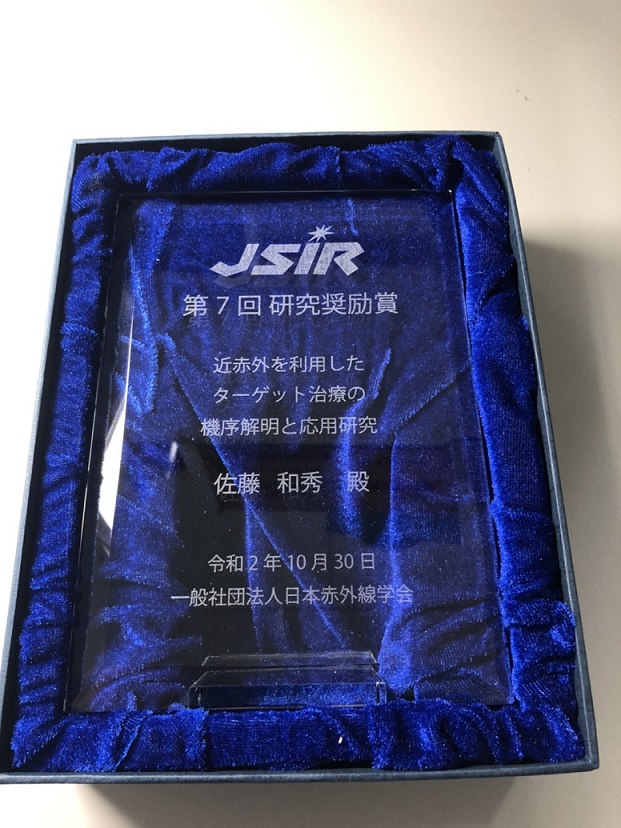 JSIR
第7回 研究奨励賞
近赤外を利用した
ターゲット治療の
機序解明と応用研究
佐藤 和秀 殿
令和2年10月30日
一般社団法人日本赤外線学会